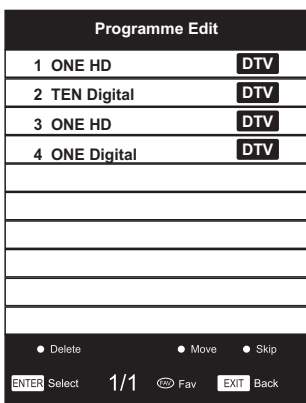 Programme Edit
1 ONE HD DTV
2 TEN Digital DTV
3 ONE HD DTV
4 ONE Digital DTV
Delete Move Skip
ENTER Select 1/1 FAV Fav EXIT Back